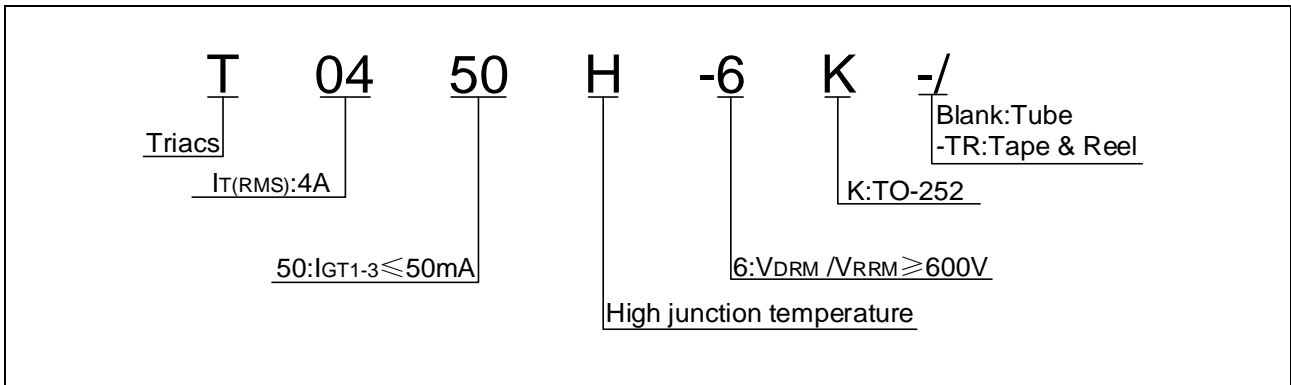 T 04 50 H -6 K -/
Blank:Tube
-TR:Tape & Reel
Triacs
IT(RMS):4A
K:TO-252
50:IGT1-3≤50mA
6:VDRM /VRRM≥600V
High junction temperature